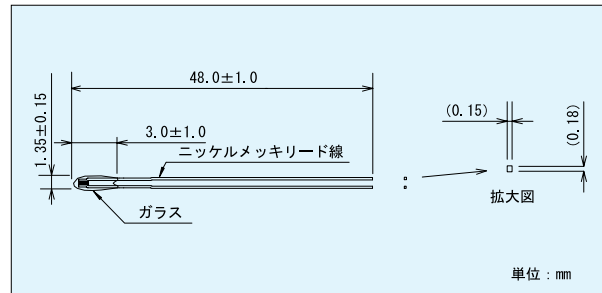 48.0±1.0
(0.15)
(0.18)
1.35±0.15
3.0±1.0
ニッケルメッキリード線
ガラス
拡大図
単位：mm